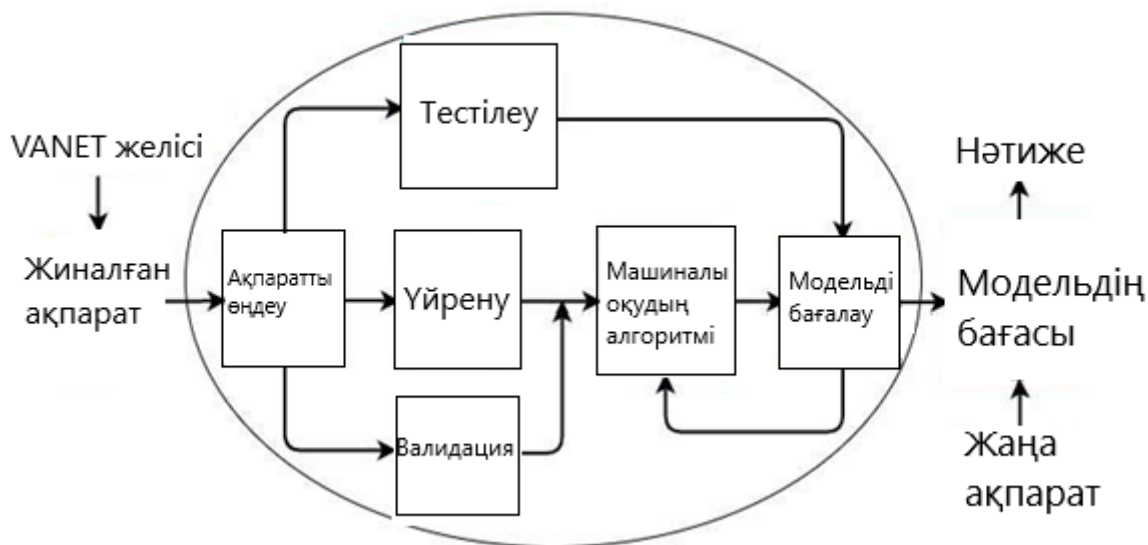 VANET желісі
Жиналған
ақпарат
Ақпаратты
өңдеу
Тестілеу
Үйрену
Валидация
Машиналы
оқудың
алгоритмі
Модельді
бағалау
Нәтиже
Модельдің
бағасы
Жаңа
ақпарат